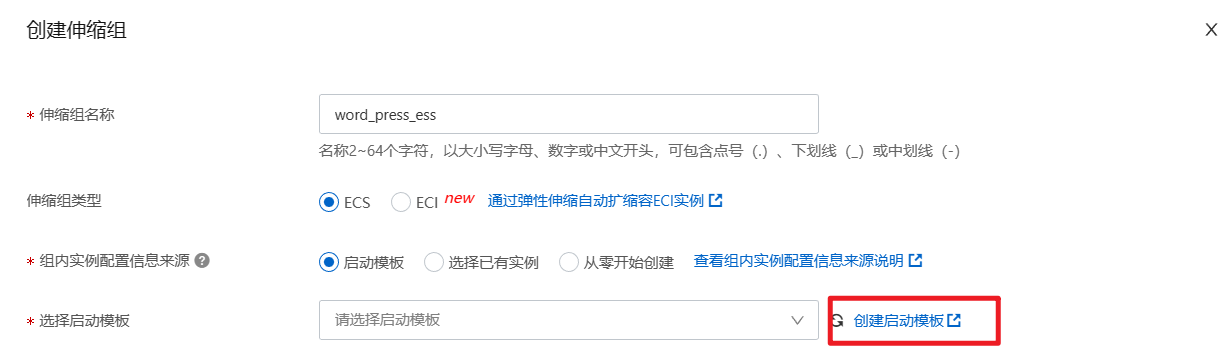 创建伸缩组
* 伸缩组名称
word_press_ess
名称2~64个字符，以大小写字母、数字或中文开头，可包含点号（.）、下划线（_）或中划线（-）
伸缩组类型
ECS ECI new 通过弹性伸缩自动扩缩容ECI实例
* 组内实例配置信息来源
启动模板 选择已有实例 从零开始创建 查看组内实例配置信息来源说明
* 选择启动模板
请选择启动模板 创建启动模板